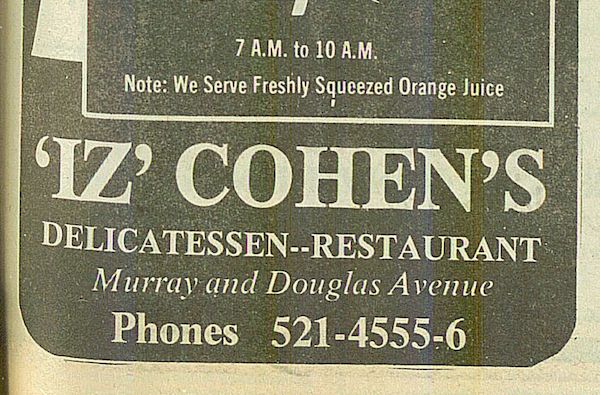 7 A.M. to 10 A.M.
Note: We Serve Freshly Squeezed Orange Juice
'IZ' COHEN'S
DELICATESSEN--RESTAURANT
Murray and Douglas Avenue
Phones 521-4555-6